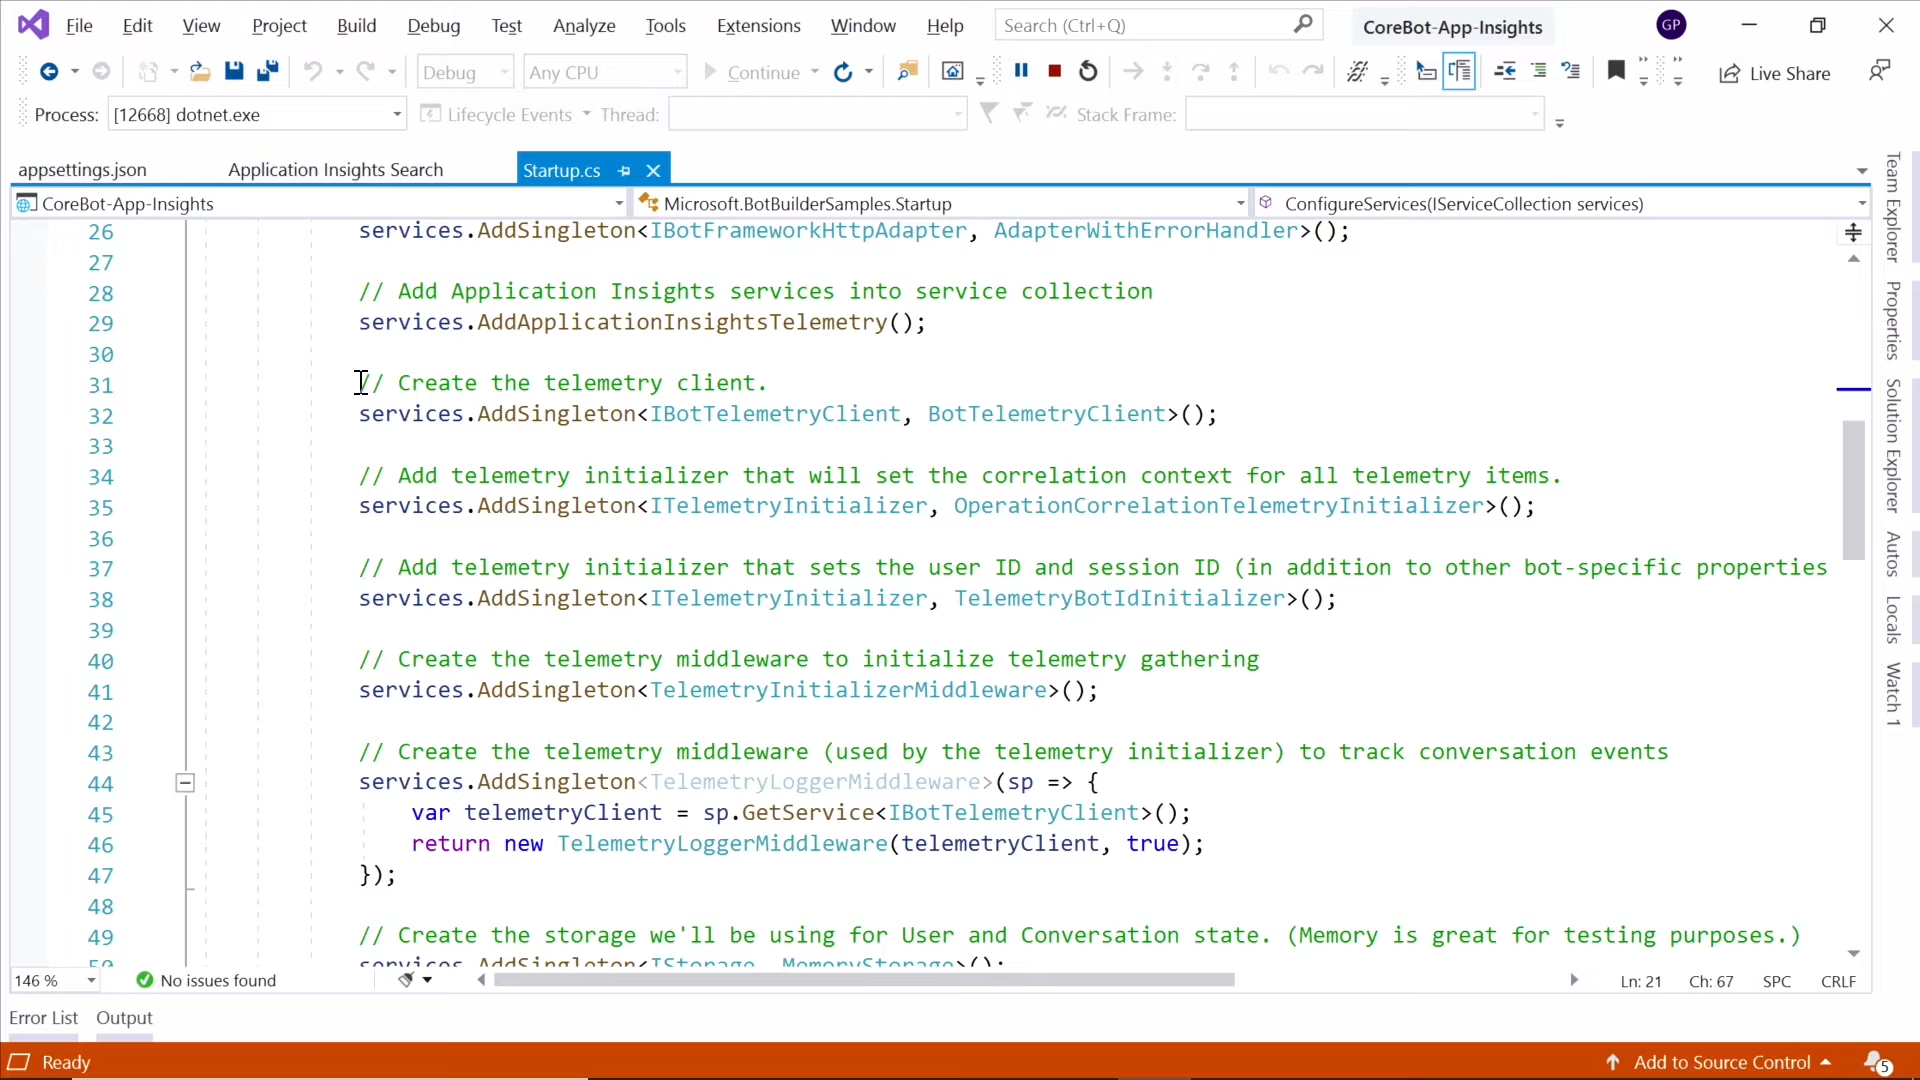 File Edit View Project Build Debug Test Analyze Tools Extensions Window Help Search (Ctrl+Q) CoreBot-App-Insights GP
Debug Any CPU Continue Live Share
Process: [12668] dotnet.exe Lifecycle Events Thread: Stack Frame:
appsettings.json Application Insights Search Startup.cs
CoreBot-App-Insights Microsoft.BotBuilderSamples.Startup ConfigureServices(IServiceCollection services)
26 services.AddSingleton<IBotFrameworkHttpAdapter, AdapterWithErrorHandler>();
27
28 // Add Application Insights services into service collection
29 services.AddApplicationInsightsTelemetry();
30
31 // Create the telemetry client.
32 services.AddSingleton<IBotTelemetryClient, BotTelemetryClient>();
33
34 // Add telemetry initializer that will set the correlation context for all telemetry items.
35 services.AddSingleton<ITelemetryInitializer, OperationCorrelationTelemetryInitializer>();
36
37 // Add telemetry initializer that sets the user ID and session ID (in addition to other bot-specific properties
38 services.AddSingleton<ITelemetryInitializer, TelemetryBotIdInitializer>();
39
40 // Create the telemetry middleware to initialize telemetry gathering
41 services.AddSingleton<TelemetryInitializerMiddleware>();
42
43 // Create the telemetry middleware (used by the telemetry initializer) to track conversation events
44 services.AddSingleton<TelemetryLoggerMiddleware>(sp => {
45 var telemetryClient = sp.GetService<IBotTelemetryClient>();
46 return new TelemetryLoggerMiddleware(telemetryClient, true);
47 });
48
49 // Create the storage we'll be using for User and Conversation state. (Memory is great for testing purposes.)
50 services.AddSingleton<IStorage, MemoryStorage>();
146 % No issues found Ln: 21 Ch: 67 SPC CRLF
Error List Output
Ready Add to Source Control 5
Team Explorer
Properties
Solution Explorer
Autos
Locals
Watch 1